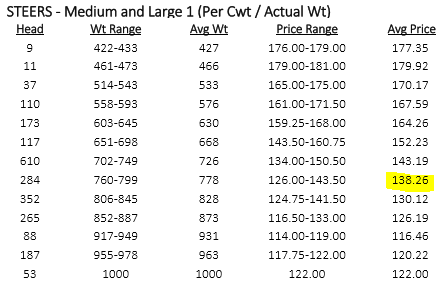 STEERS - Medium and Large 1 (Per Cwt / Actual Wt)
Head Wt Range Avg Wt Price Range Avg Price
9 422-433 427 176.00-179.00 177.35
11 461-473 466 179.00-181.00 179.92
37 514-543 533 165.00-175.00 170.17
110 558-593 576 161.00-171.50 167.59
173 603-645 630 159.25-168.00 164.26
117 651-698 668 143.50-160.75 152.23
610 702-749 726 134.00-150.50 143.19
284 760-799 778 126.00-143.50 138.26
352 806-845 828 124.75-141.50 130.12
265 852-887 873 116.50-133.00 126.19
88 917-949 931 114.00-119.00 116.46
187 955-978 963 117.75-122.00 120.22
53 1000 1000 122.00 122.00